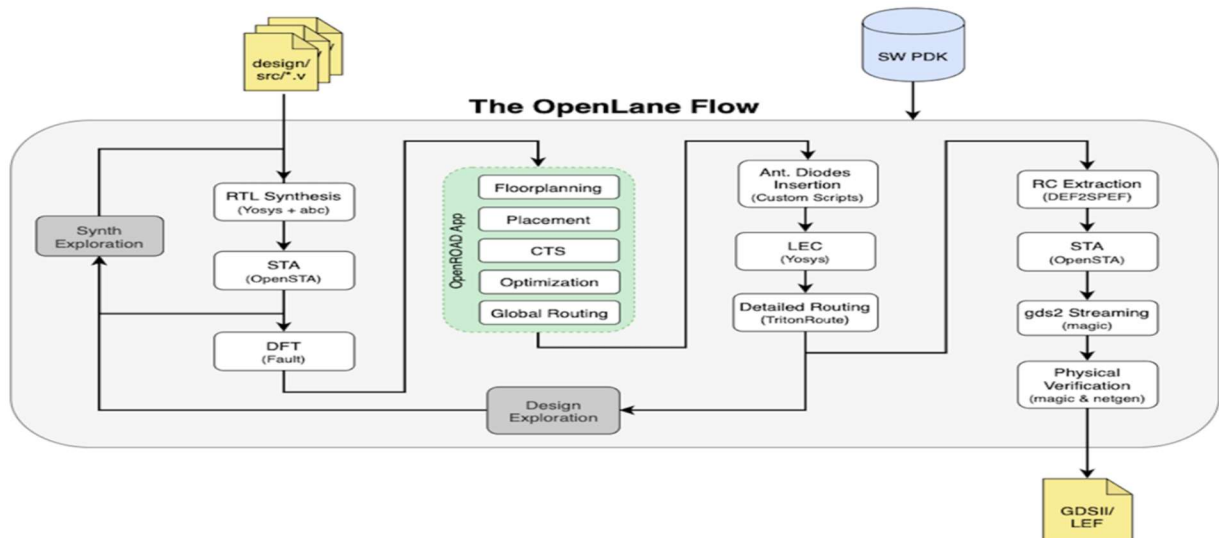 design/
src/*.v
SW PDK
The OpenLane Flow
RTL Synthesis
(Yosys + abc)
Synth
Exploration
STA
(OpenSTA)
DFT
(Fault)
OpenROAD App
Floorplanning
Placement
CTS
Optimization
Global Routing
Design
Exploration
Ant. Diodes
Insertion
(Custom Scripts)
LEC
(Yosys)
Detailed Routing
(TritonRoute)
RC Extraction
(DEF2SPEF)
STA
(OpenSTA)
gds2 Streaming
(magic)
Physical
Verification
(magic & netgen)
GDSII/
LEF